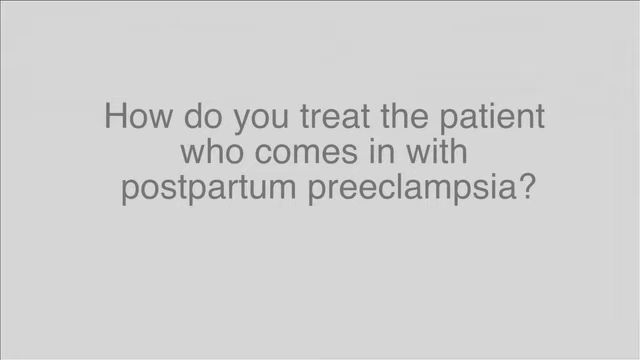 How do you treat the patient
who comes in with
postpartum preeclampsia?